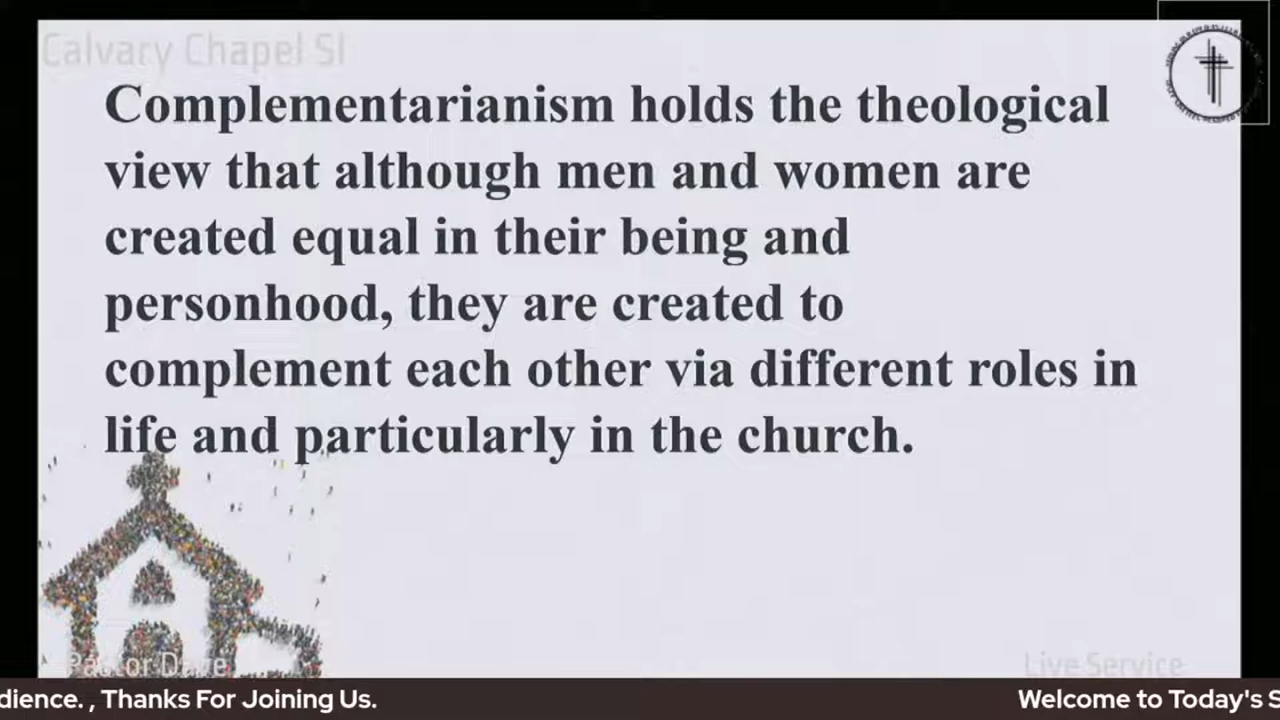 Calvary Chapel SI
Complementarianism holds the theological
view that although men and women are
created equal in their being and
personhood, they are created to
complement each other via different roles in
life and particularly in the church.
Pastor Dave
Live Service
dience. , Thanks For Joining Us.
Welcome to Today's S